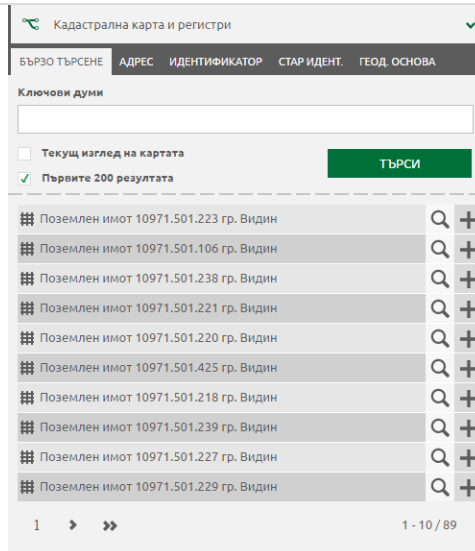 Кадастрална карта и регистри
БЪРЗО ТЪРСЕНЕ АДРЕС ИДЕНТИФИКАТОР СТАР ИДЕНТ. ГЕОД. ОСНОВА
Ключови думи
Текущ изглед на картата
Първите 200 резултата
ТЪРСИ
Поземлен имот 10971.501.223 гр. Видин
Поземлен имот 10971.501.106 гр. Видин
Поземлен имот 10971.501.238 гр. Видин
Поземлен имот 10971.501.221 гр. Видин
Поземлен имот 10971.501.220 гр. Видин
Поземлен имот 10971.501.425 гр. Видин
Поземлен имот 10971.501.218 гр. Видин
Поземлен имот 10971.501.239 гр. Видин
Поземлен имот 10971.501.227 гр. Видин
Поземлен имот 10971.501.229 гр. Видин
1 1 - 10 / 89